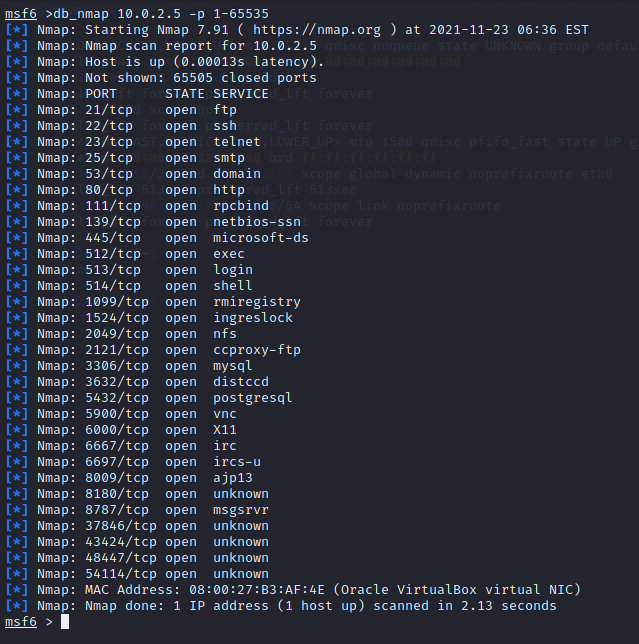 msf6 >db_nmap 10.0.2.5 -p 1-65535
[*] Nmap: Starting Nmap 7.91 ( https://nmap.org ) at 2021-11-23 06:36 EST
[*] Nmap: Nmap scan report for 10.0.2.5
[*] Nmap: Host is up (0.00013s latency).
[*] Nmap: Not shown: 65505 closed ports
[*] Nmap: PORT      STATE SERVICE
[*] Nmap: 21/tcp    open  ftp
[*] Nmap: 22/tcp    open  ssh
[*] Nmap: 23/tcp    open  telnet
[*] Nmap: 25/tcp    open  smtp
[*] Nmap: 53/tcp    open  domain
[*] Nmap: 80/tcp    open  http
[*] Nmap: 111/tcp   open  rpcbind
[*] Nmap: 139/tcp   open  netbios-ssn
[*] Nmap: 445/tcp   open  microsoft-ds
[*] Nmap: 512/tcp   open  exec
[*] Nmap: 513/tcp   open  login
[*] Nmap: 514/tcp   open  shell
[*] Nmap: 1099/tcp  open  rmiregistry
[*] Nmap: 1524/tcp  open  ingreslock
[*] Nmap: 2049/tcp  open  nfs
[*] Nmap: 2121/tcp  open  ccproxy-ftp
[*] Nmap: 3306/tcp  open  mysql
[*] Nmap: 3632/tcp  open  distccd
[*] Nmap: 5432/tcp  open  postgresql
[*] Nmap: 5900/tcp  open  vnc
[*] Nmap: 6000/tcp  open  X11
[*] Nmap: 6667/tcp  open  irc
[*] Nmap: 6697/tcp  open  ircs-u
[*] Nmap: 8009/tcp  open  ajp13
[*] Nmap: 8180/tcp  open  unknown
[*] Nmap: 8787/tcp  open  msgsrvr
[*] Nmap: 37846/tcp open  unknown
[*] Nmap: 43424/tcp open  unknown
[*] Nmap: 48447/tcp open  unknown
[*] Nmap: 54114/tcp open  unknown
[*] Nmap: MAC Address: 08:00:27:B3:AF:4E (Oracle VirtualBox virtual NIC)
[*] Nmap: Nmap done: 1 IP address (1 host up) scanned in 2.13 seconds
msf6 >